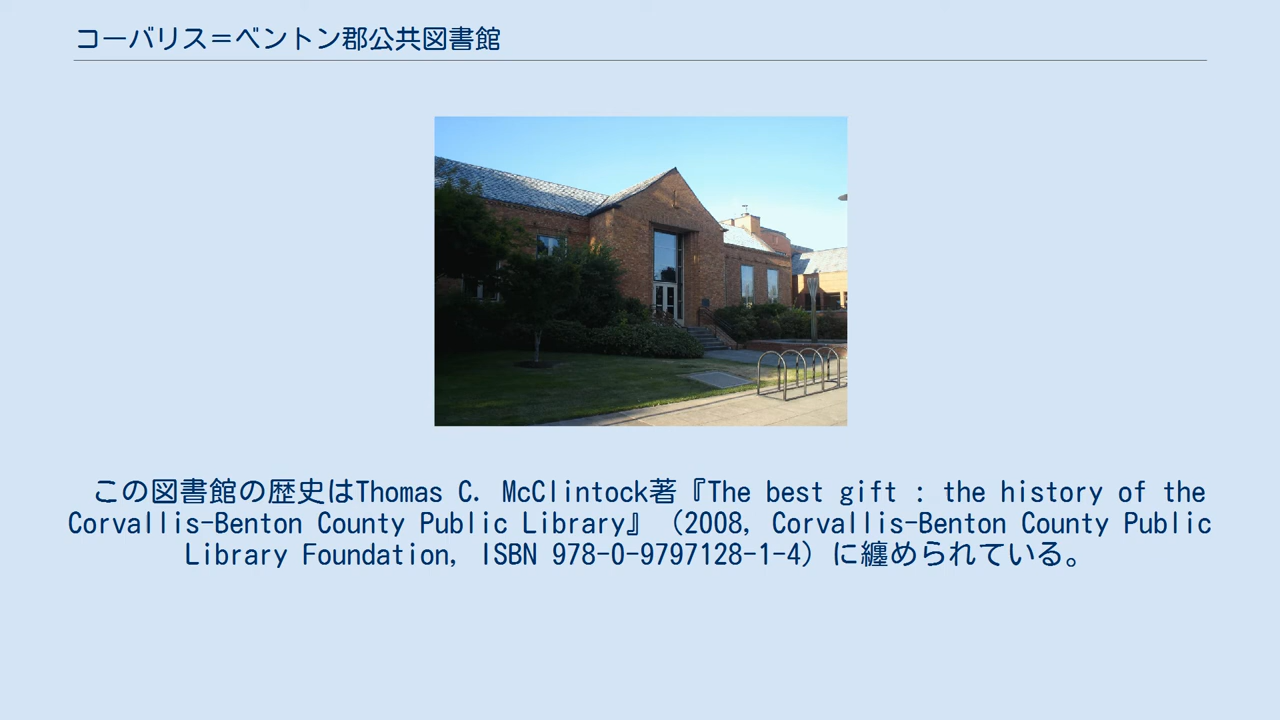 コーバリス＝ベントン郡公共図書館
この図書館の歴史はThomas C. McClintock著『The best gift : the history of the
Corvallis-Benton County Public Library』（2008, Corvallis-Benton County Public
Library Foundation, ISBN 978-0-9797128-1-4）に纏められている。